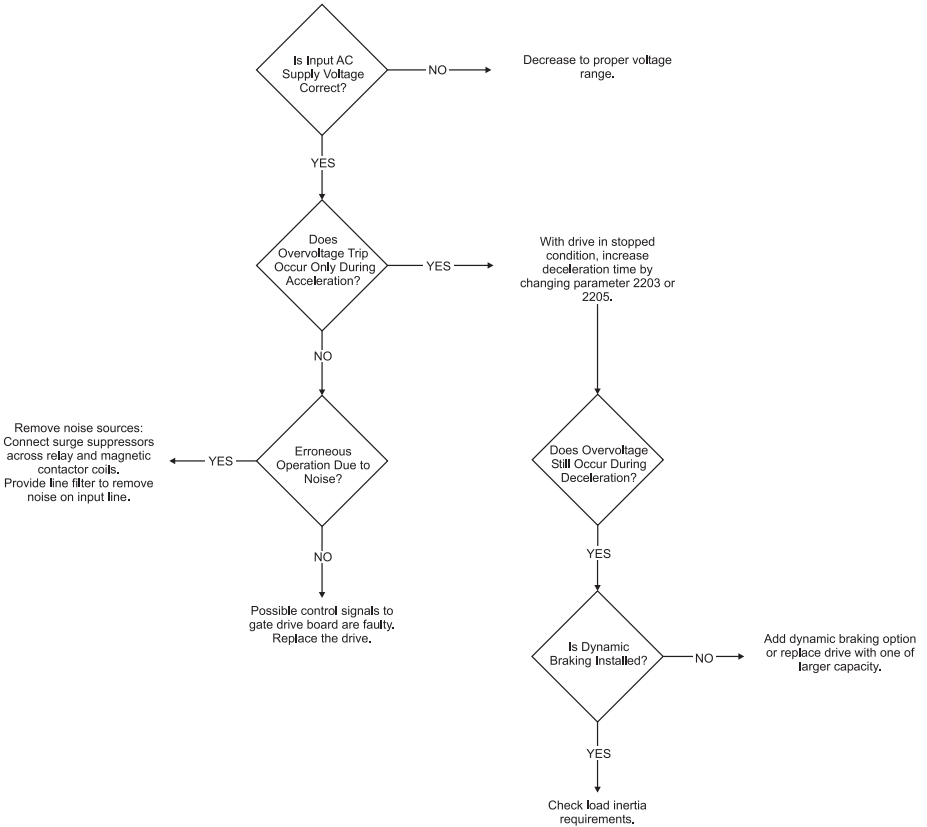 Is Input AC
Supply Voltage
Correct?
NO
Decrease to proper voltage
range.
YES
Does
Overvoltage Trip
Occur Only During
Acceleration?
YES
With drive in stopped
condition, increase
deceleration time by
changing parameter 2203 or
2205.
NO
Remove noise sources:
Connect surge suppressors
across relay and magnetic
contactor coils.
Provide line filter to remove
noise on input line.
YES
Erroneous
Operation Due to
Noise?
Does Overvoltage
Still Occur During
Deceleration?
NO
YES
Possible control signals to
gate drive board are faulty.
Replace the drive.
Is Dynamic
Braking Installed?
NO
Add dynamic braking option
or replace drive with one of
larger capacity.
YES
Check load inertia
requirements.